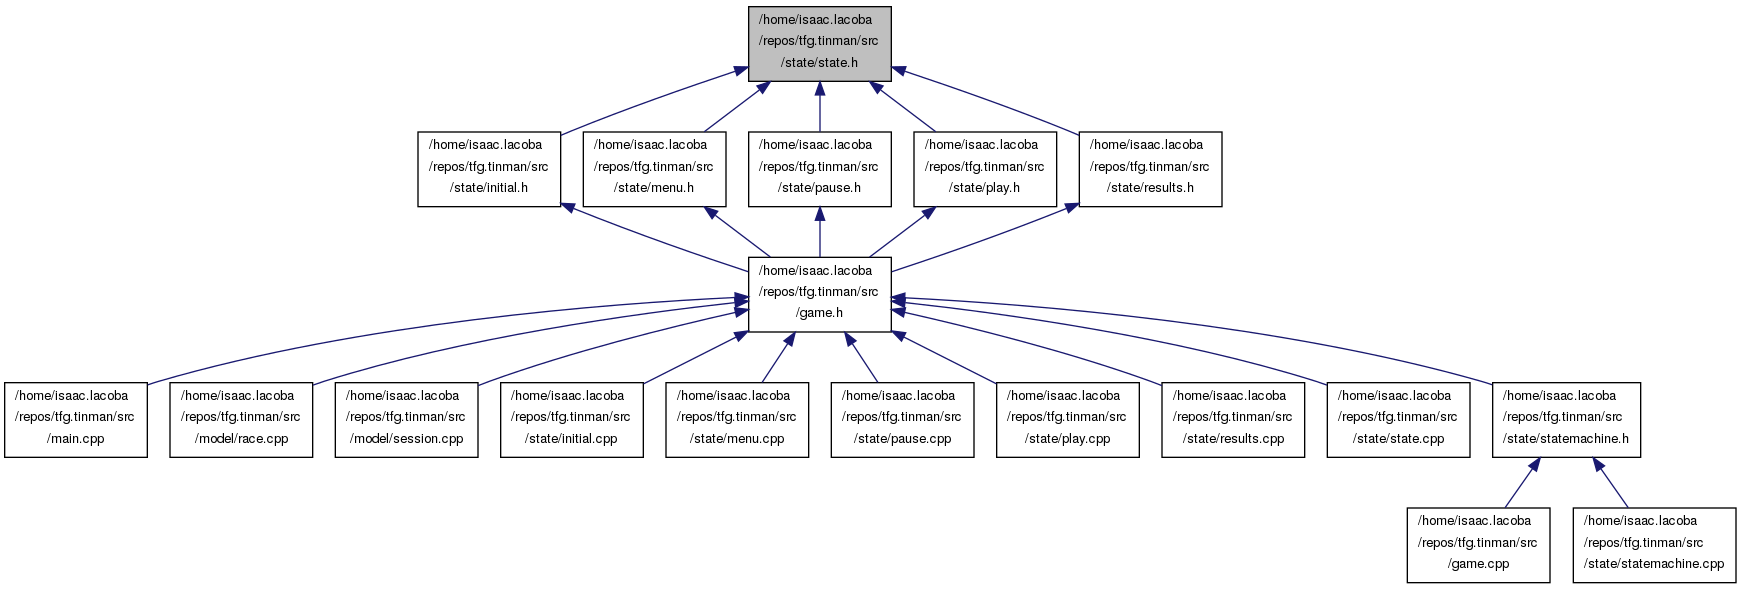 /home/isaac.lacoba
/repos/tfg.tinman/src
/state/state.h
/home/isaac.lacoba
/repos/tfg.tinman/src
/state/initial.h
/home/isaac.lacoba
/repos/tfg.tinman/src
/state/menu.h
/home/isaac.lacoba
/repos/tfg.tinman/src
/state/pause.h
/home/isaac.lacoba
/repos/tfg.tinman/src
/state/play.h
/home/isaac.lacoba
/repos/tfg.tinman/src
/state/results.h
/home/isaac.lacoba
/repos/tfg.tinman/src
/game.h
/home/isaac.lacoba
/repos/tfg.tinman/src
/main.cpp
/home/isaac.lacoba
/repos/tfg.tinman/src
/model/race.cpp
/home/isaac.lacoba
/repos/tfg.tinman/src
/model/session.cpp
/home/isaac.lacoba
/repos/tfg.tinman/src
/state/initial.cpp
/home/isaac.lacoba
/repos/tfg.tinman/src
/state/menu.cpp
/home/isaac.lacoba
/repos/tfg.tinman/src
/state/pause.cpp
/home/isaac.lacoba
/repos/tfg.tinman/src
/state/play.cpp
/home/isaac.lacoba
/repos/tfg.tinman/src
/state/results.cpp
/home/isaac.lacoba
/repos/tfg.tinman/src
/state/state.cpp
/home/isaac.lacoba
/repos/tfg.tinman/src
/state/statemachine.h
/home/isaac.lacoba
/repos/tfg.tinman/src
/game.cpp
/home/isaac.lacoba
/repos/tfg.tinman/src
/state/statemachine.cpp